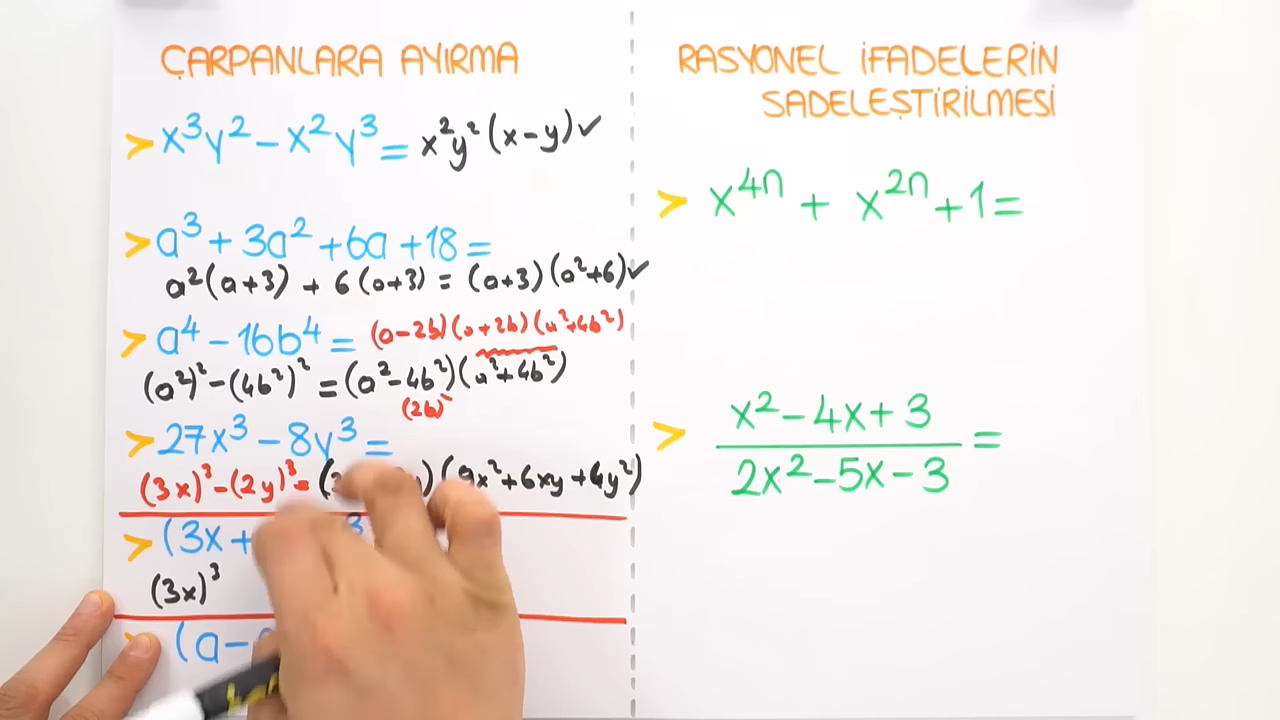 ÇARPANLARA AYIRMA
> x³y² - x²y³ = x²y²(x-y) ✓
> a³ + 3a² + 6a + 18 =
a²(a+3) + 6(a+3) = (a+3)(a²+6) ✓
> a⁴ - 16b⁴ = (a-2b)(a+2b)(a²+4b²)
(a²)² - (4b²)² = (a²-4b²)(a²+4b²)
(2b)²
> 27x³ - 8y³ =
(3x)³ - (2y)³ = (3 y)(9x²+6xy+4y²)
> (3x+ 3
(3x)³
> (a-
RASYONEL İFADELERİN
SADELEŞTİRİLMESİ
> x⁴ⁿ + x²ⁿ + 1 =
> x² - 4x + 3
2x² - 5x - 3 =